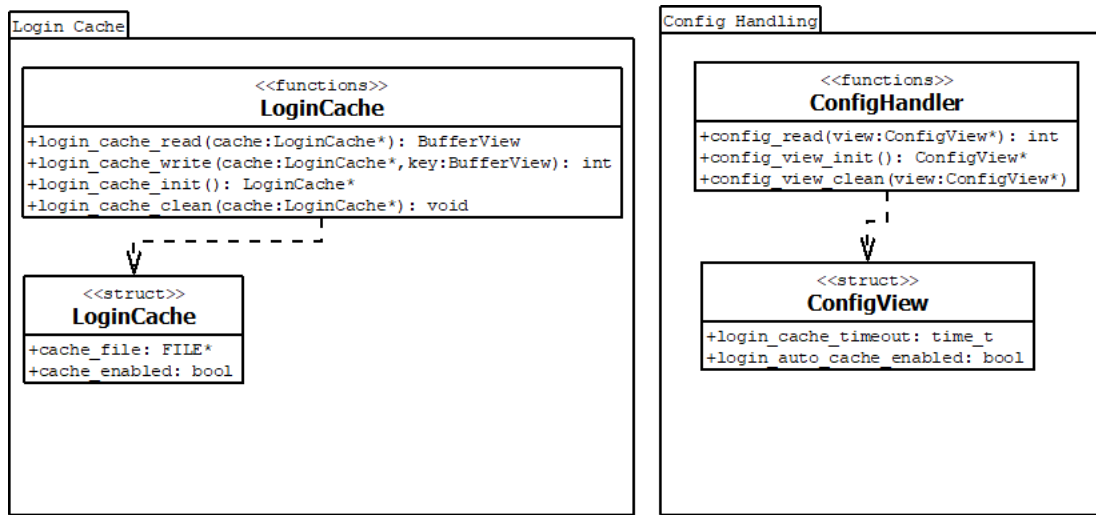 Login Cache
<<functions>>
LoginCache
+login_cache_read(cache:LoginCache*): BufferView
+login_cache_write(cache:LoginCache*,key:BufferView): int
+login_cache_init(): LoginCache*
+login_cache_clean(cache:LoginCache*): void
<<struct>>
LoginCache
+cache_file: FILE*
+cache_enabled: bool
Config Handling
<<functions>>
ConfigHandler
+config_read(view:ConfigView*): int
+config_view_init(): ConfigView*
+config_view_clean(view:ConfigView*)
<<struct>>
ConfigView
+login_cache_timeout: time_t
+login_auto_cache_enabled: bool